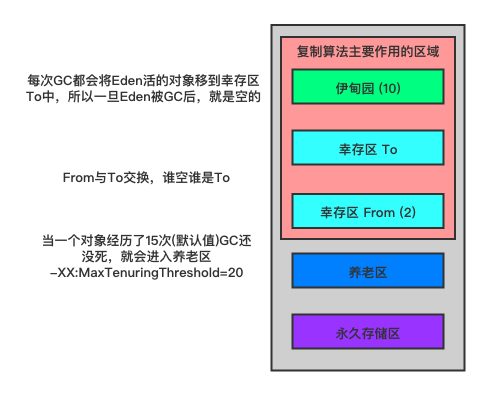 复制算法主要作用的区域
每次GC都会将Eden活的对象移到幸存区
To中，所以一旦Eden被GC后，就是空的
伊甸园 (10)
幸存区 To
From与To交换，谁空谁是To
幸存区 From (2)
当一个对象经历了15次(默认值)GC还
没死，就会进入养老区
-XX:MaxTenuringThreshold=20
养老区
永久存储区